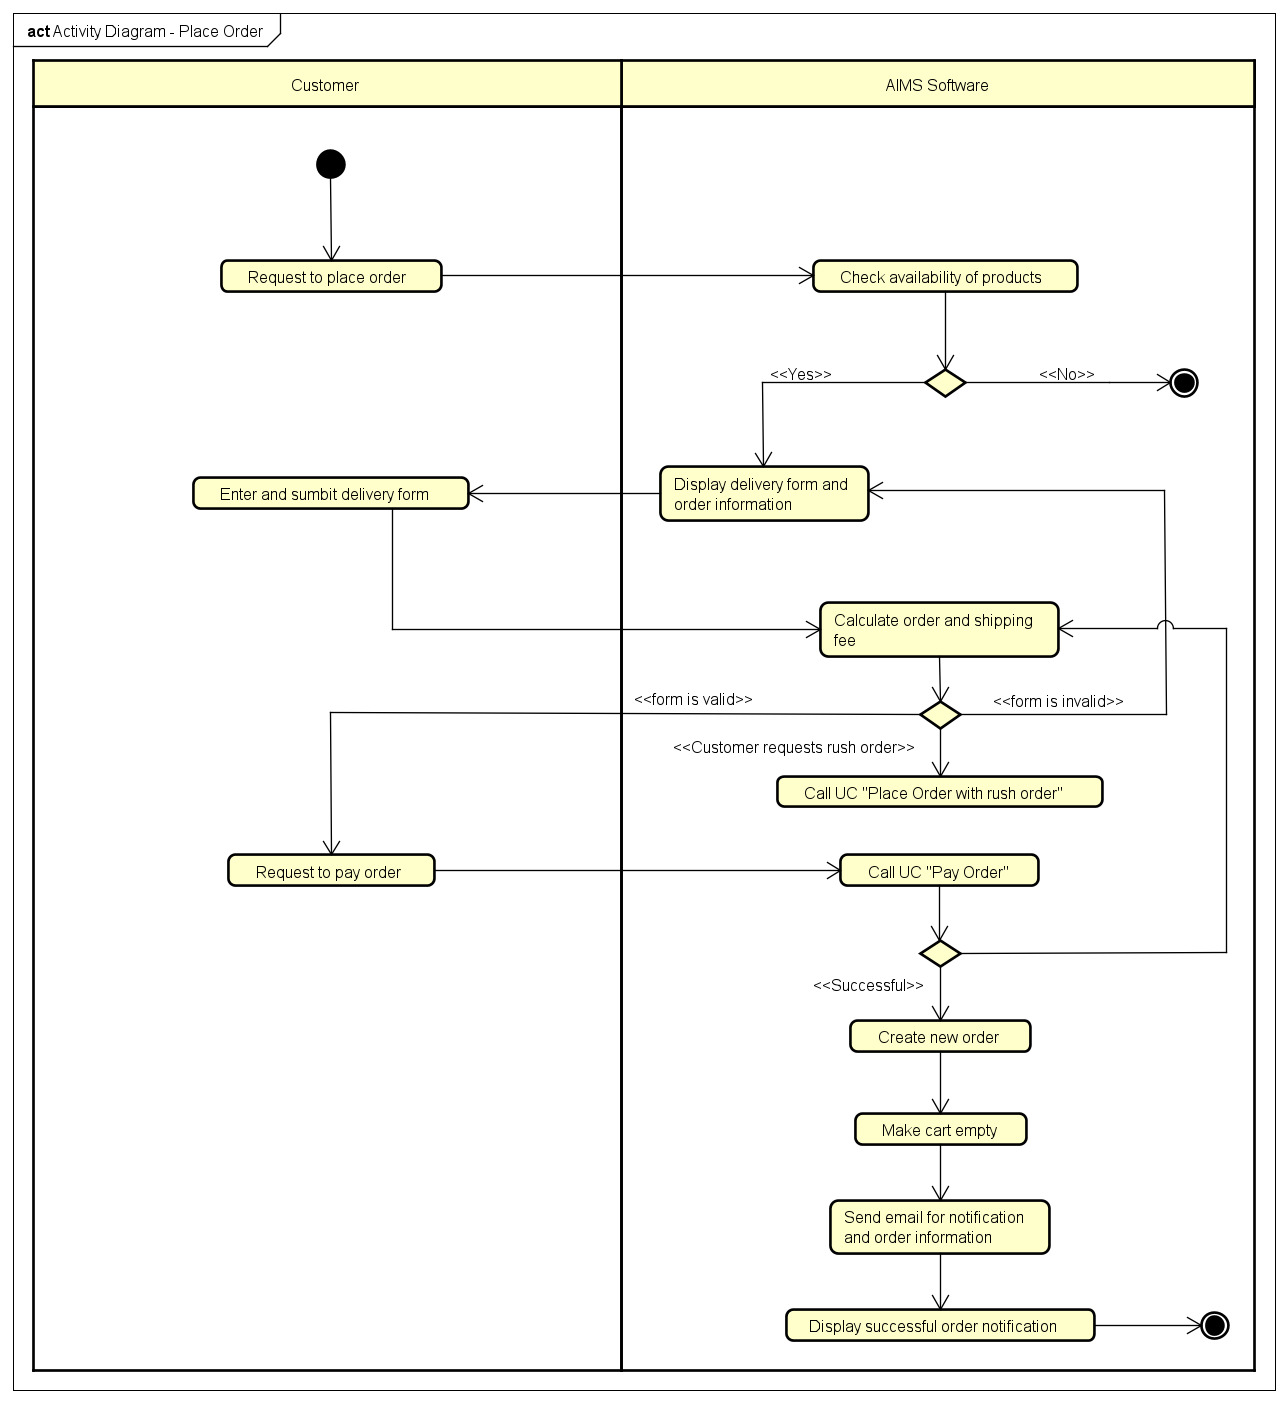 act Activity Diagram - Place Order
Customer
AIMS Software
Request to place order
Check availability of products
<<Yes>>
<<No>>
Enter and sumbit delivery form
Display delivery form and
order information
Calculate order and shipping
fee
<<form is valid>>
<<form is invalid>>
<<Customer requests rush order>>
Call UC "Place Order with rush order"
Request to pay order
Call UC "Pay Order"
<<Successful>>
Create new order
Make cart empty
Send email for notification
and order information
Display successful order notification